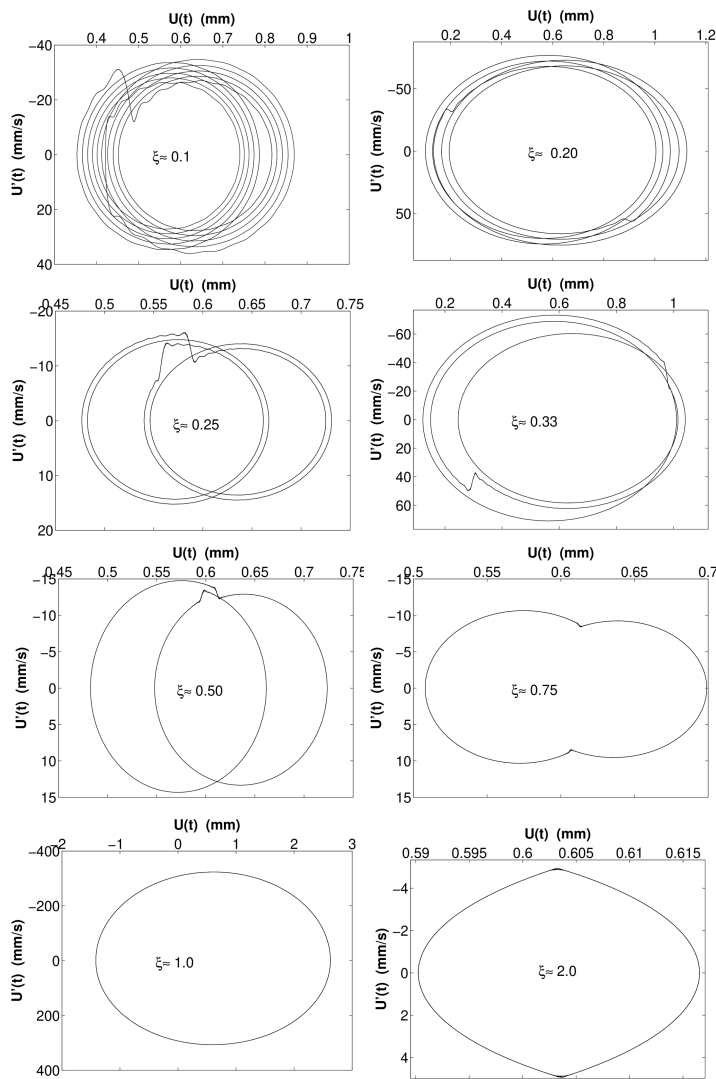 U(t) (mm)
0.4 0.5 0.6 0.7 0.8 0.9 1
−40
−20
0
20
40
U'(t) (mm/s)
ξ≈ 0.1
U(t) (mm)
0.2 0.4 0.6 0.8 1 1.2
−50
0
50
U'(t) (mm/s)
ξ≈ 0.20
U(t) (mm)
0.45 0.5 0.55 0.6 0.65 0.7 0.75
−20
−10
0
10
20
U'(t) (mm/s)
ξ≈ 0.25
U(t) (mm)
0.2 0.4 0.6 0.8 1
−60
−40
−20
0
20
40
60
U'(t) (mm/s)
ξ≈ 0.33
U(t) (mm)
0.45 0.5 0.55 0.6 0.65 0.7 0.75
−15
−10
−5
0
5
10
15
U'(t) (mm/s)
ξ≈ 0.50
U(t) (mm)
0.5 0.55 0.6 0.65 0.7
−15
−10
−5
0
5
10
15
U'(t) (mm/s)
ξ≈ 0.75
U(t) (mm)
−2 −1 0 1 2 3
−400
−200
0
200
400
U'(t) (mm/s)
ξ≈ 1.0
U(t) (mm)
0.59 0.595 0.6 0.605 0.61 0.615
−4
−2
0
2
4
U'(t) (mm/s)
ξ≈ 2.0